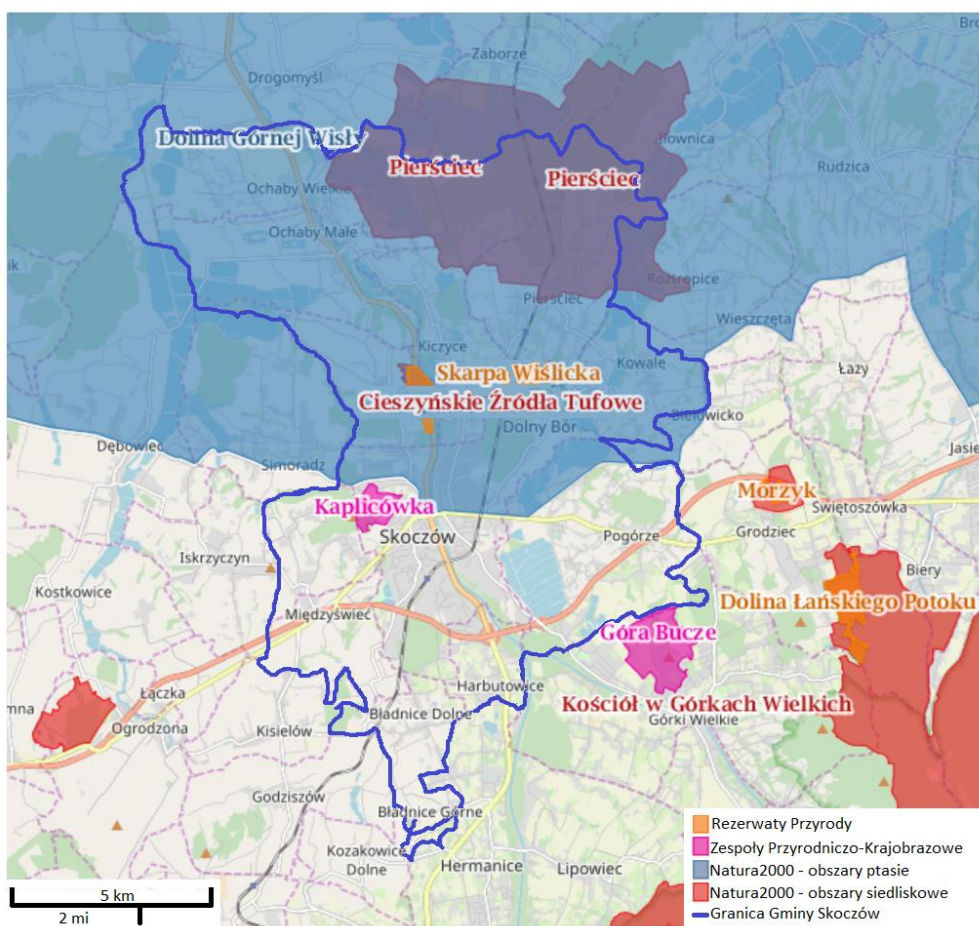 Zaborze
Bro
Drogomyśl
Dolina Górnej Wisły
Iłownica
Pierściec
Pierściec
Rudzica
Ochaby Wielkie
Ochaby Małe
nik
Roztropice
Pierściec
Wieszczęta
Kiczyce
Kowale
Łazy
Skarpa Wiślicka
Cieszyńskie Źródła Tufowe
Bielowicko
Dolny Bór
Dębowiec
Jasie
Simoradz
Morzyk
Kaplicówka
Świętoszówka
Skoczów
Pogórze
Grodziec
Iskrzyczyn
Biery
Kostkowice
Dolina Łańskiego Potoku
Międzyświeć
Góra Bucze
Harbutowice
Łączka
Kościół w Górkach Wielkich
mna
Bładnice Dolne
Górki Wielkie
Ogrodzona
Kisielów
Godziszów
Bładnice Górne
Rezerwaty Przyrody
Zespoły Przyrodniczo-Krajobrazowe
Kozakowice
Dolne
Hermanice
Lipowiec
Natura2000 - obszary ptasie
Natura2000 - obszary siedliskowe
Granica Gminy Skoczów
5 km
2 mi